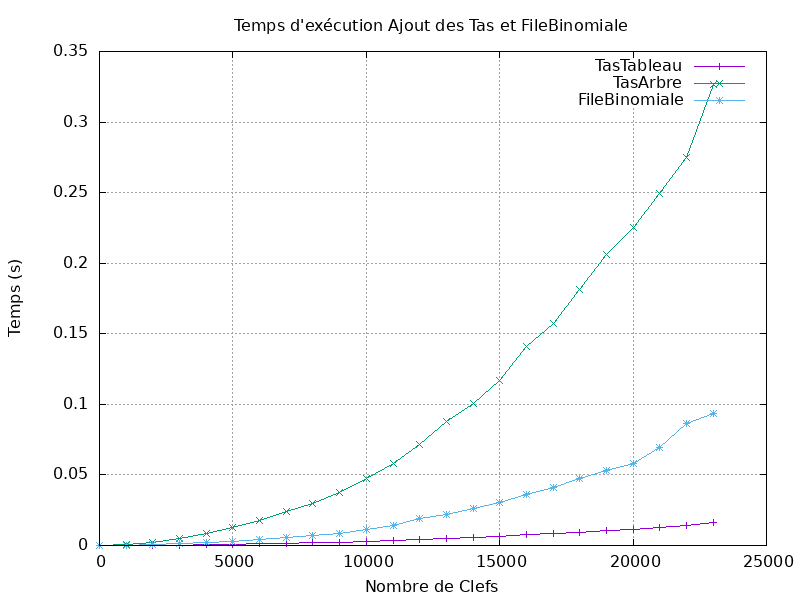 Temps d'exécution Ajout des Tas et FileBinomiale
TasTableau
TasArbre
FileBinomiale
0.35
0.3
0.25
0.2
0.15
0.1
0.05
0
Temps (s)
0
5000
10000
15000
20000
25000
Nombre de Clefs